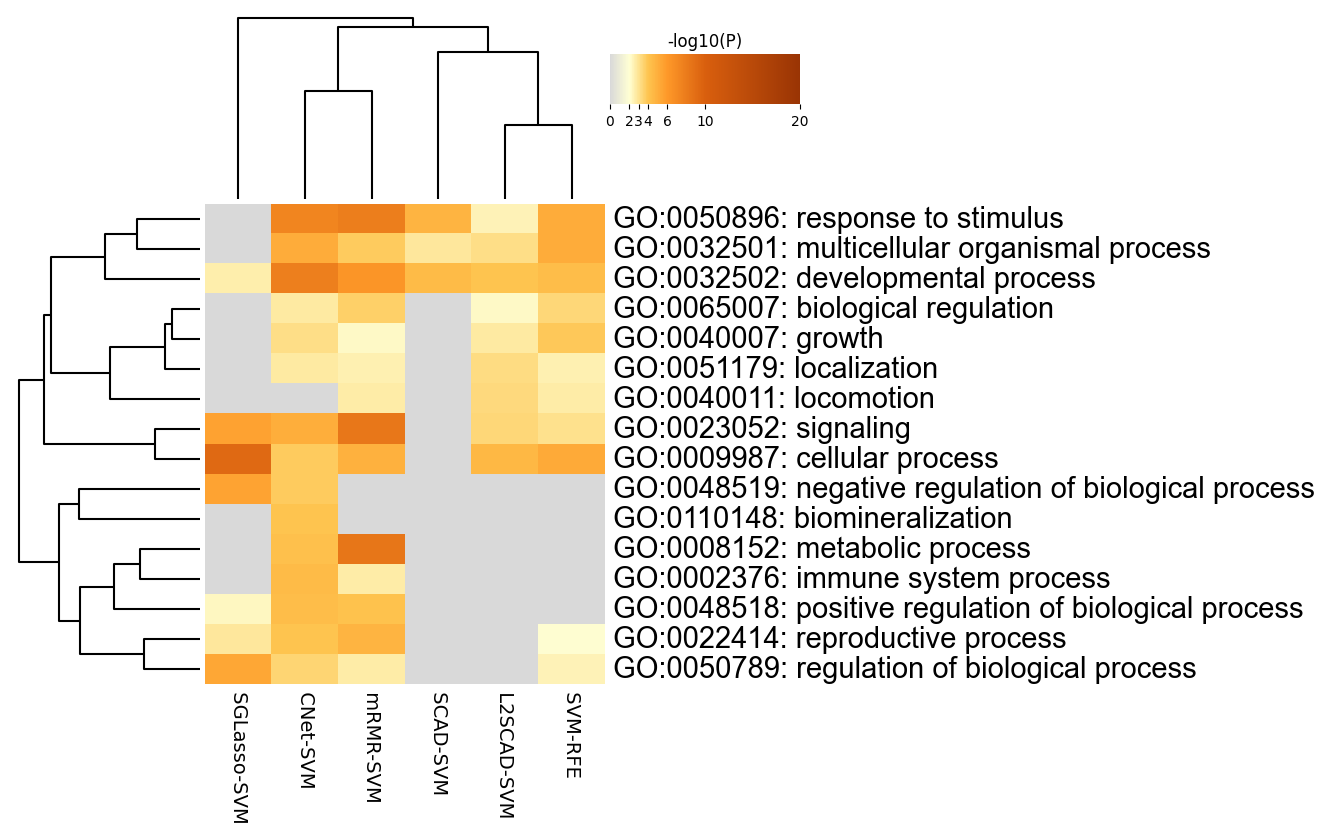 -log10(P)
0 2 3 4 6 10 20
GO:0050896: response to stimulus
GO:0032501: multicellular organismal process
GO:0032502: developmental process
GO:0065007: biological regulation
GO:0040007: growth
GO:0051179: localization
GO:0040011: locomotion
GO:0023052: signaling
GO:0009987: cellular process
GO:0048519: negative regulation of biological process
GO:0110148: biomineralization
GO:0008152: metabolic process
GO:0002376: immune system process
GO:0048518: positive regulation of biological process
GO:0022414: reproductive process
GO:0050789: regulation of biological process
SGLasso-SVM
CNet-SVM
mRMR-SVM
SCAD-SVM
L2SCAD-SVM
SVM-RFE